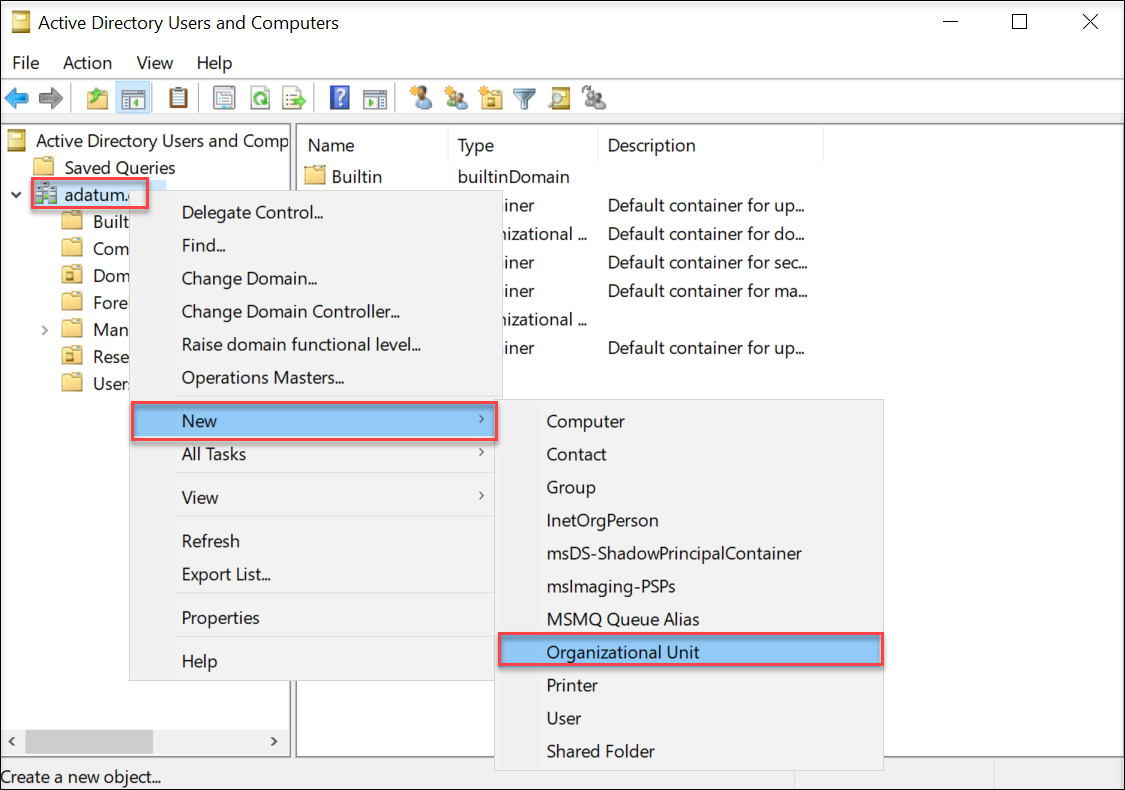 Active Directory Users and Computers
File Action View Help
Active Directory Users and Comp
Saved Queries
adatum.
Built
Com
Dom
Fore
Man
Rese
Users
Name Type Description
Builtin builtinDomain
iner Default container for up...
nizational ... Default container for do...
iner Default container for sec...
iner Default container for ma...
nizational ...
iner Default container for up...
Delegate Control...
Find...
Change Domain...
Change Domain Controller...
Raise domain functional level...
Operations Masters...
New
All Tasks
View
Refresh
Export List...
Properties
Help
Computer
Contact
Group
InetOrgPerson
msDS-ShadowPrincipalContainer
msImaging-PSPs
MSMQ Queue Alias
Organizational Unit
Printer
User
Shared Folder
Create a new object...